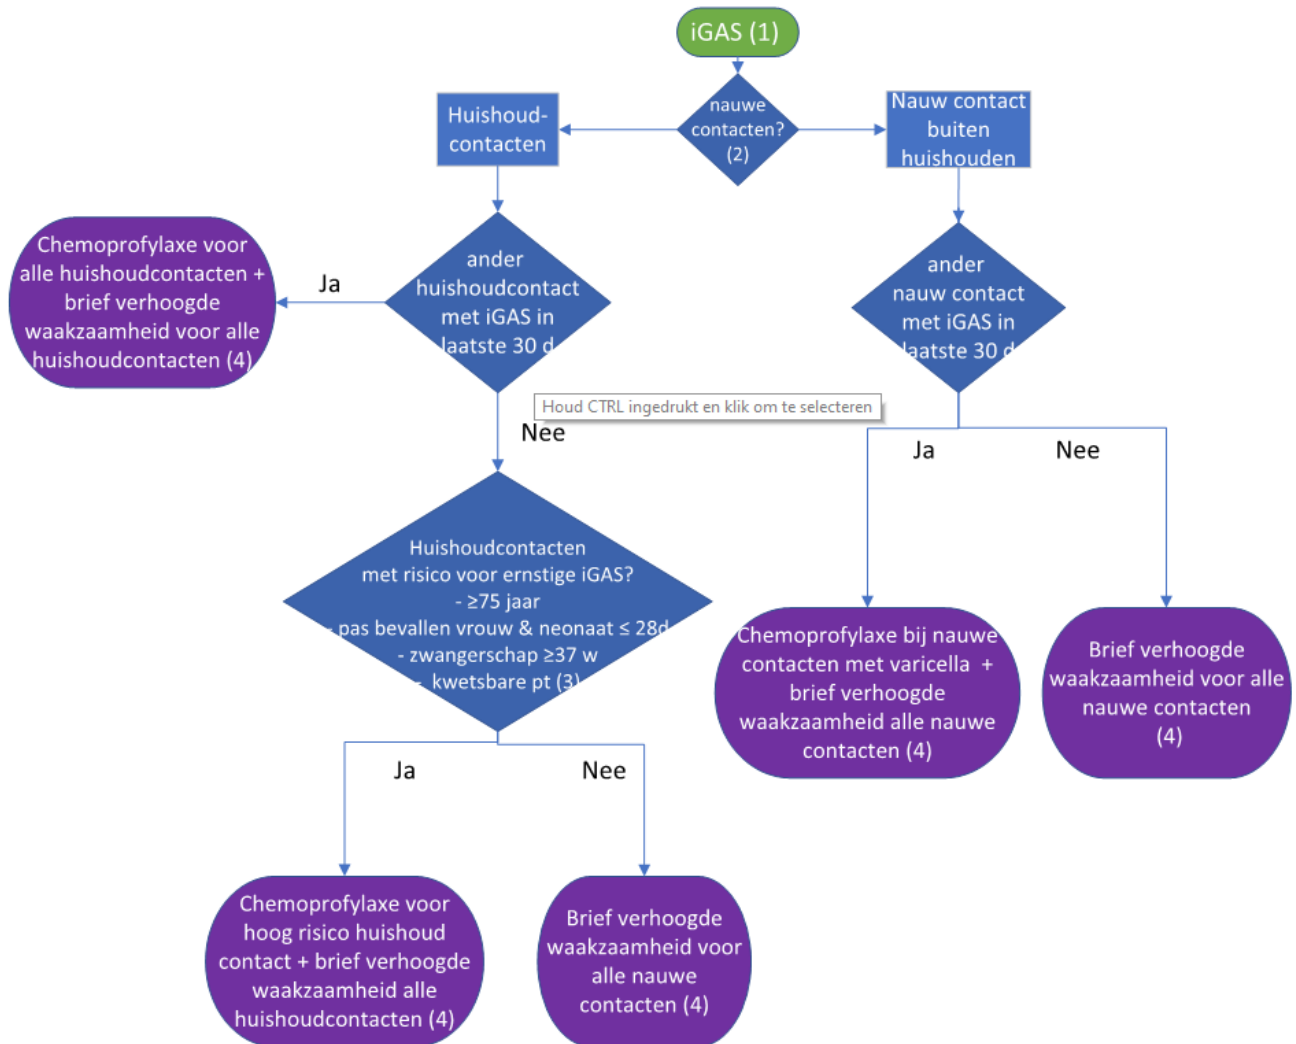 iGAS (1)
nauwe
contacten?
(2)
Huishoud-
contacten
Nauw contact
buiten
huishouden
ander
huishoudcontact
met iGAS in
laatste 30 d
Ja
Chemoprofylaxe voor
alle huishoudcontacten +
brief verhoogde
waakzaamheid voor alle
huishoudcontacten (4)
ander
nauw contact
met iGAS in
laatste 30 d
Houd CTRL ingedrukt en klik om te selecteren
Nee
Ja
Nee
Huishoudcontacten
met risico voor ernstige iGAS?
- ≥75 jaar
- pas bevallen vrouw & neonaat ≤ 28d
- zwangerschap ≥37 w
- kwetsbare pt (3)
Chemoprofylaxe bij nauwe
contacten met varicella +
brief verhoogde
waakzaamheid alle nauwe
contacten (4)
Brief verhoogde
waakzaamheid voor alle
nauwe contacten
(4)
Ja
Nee
Chemoprofylaxe voor
hoog risico huishoud
contact + brief verhoogde
waakzaamheid alle
huishoudcontacten (4)
Brief verhoogde
waakzaamheid voor
alle nauwe
contacten (4)